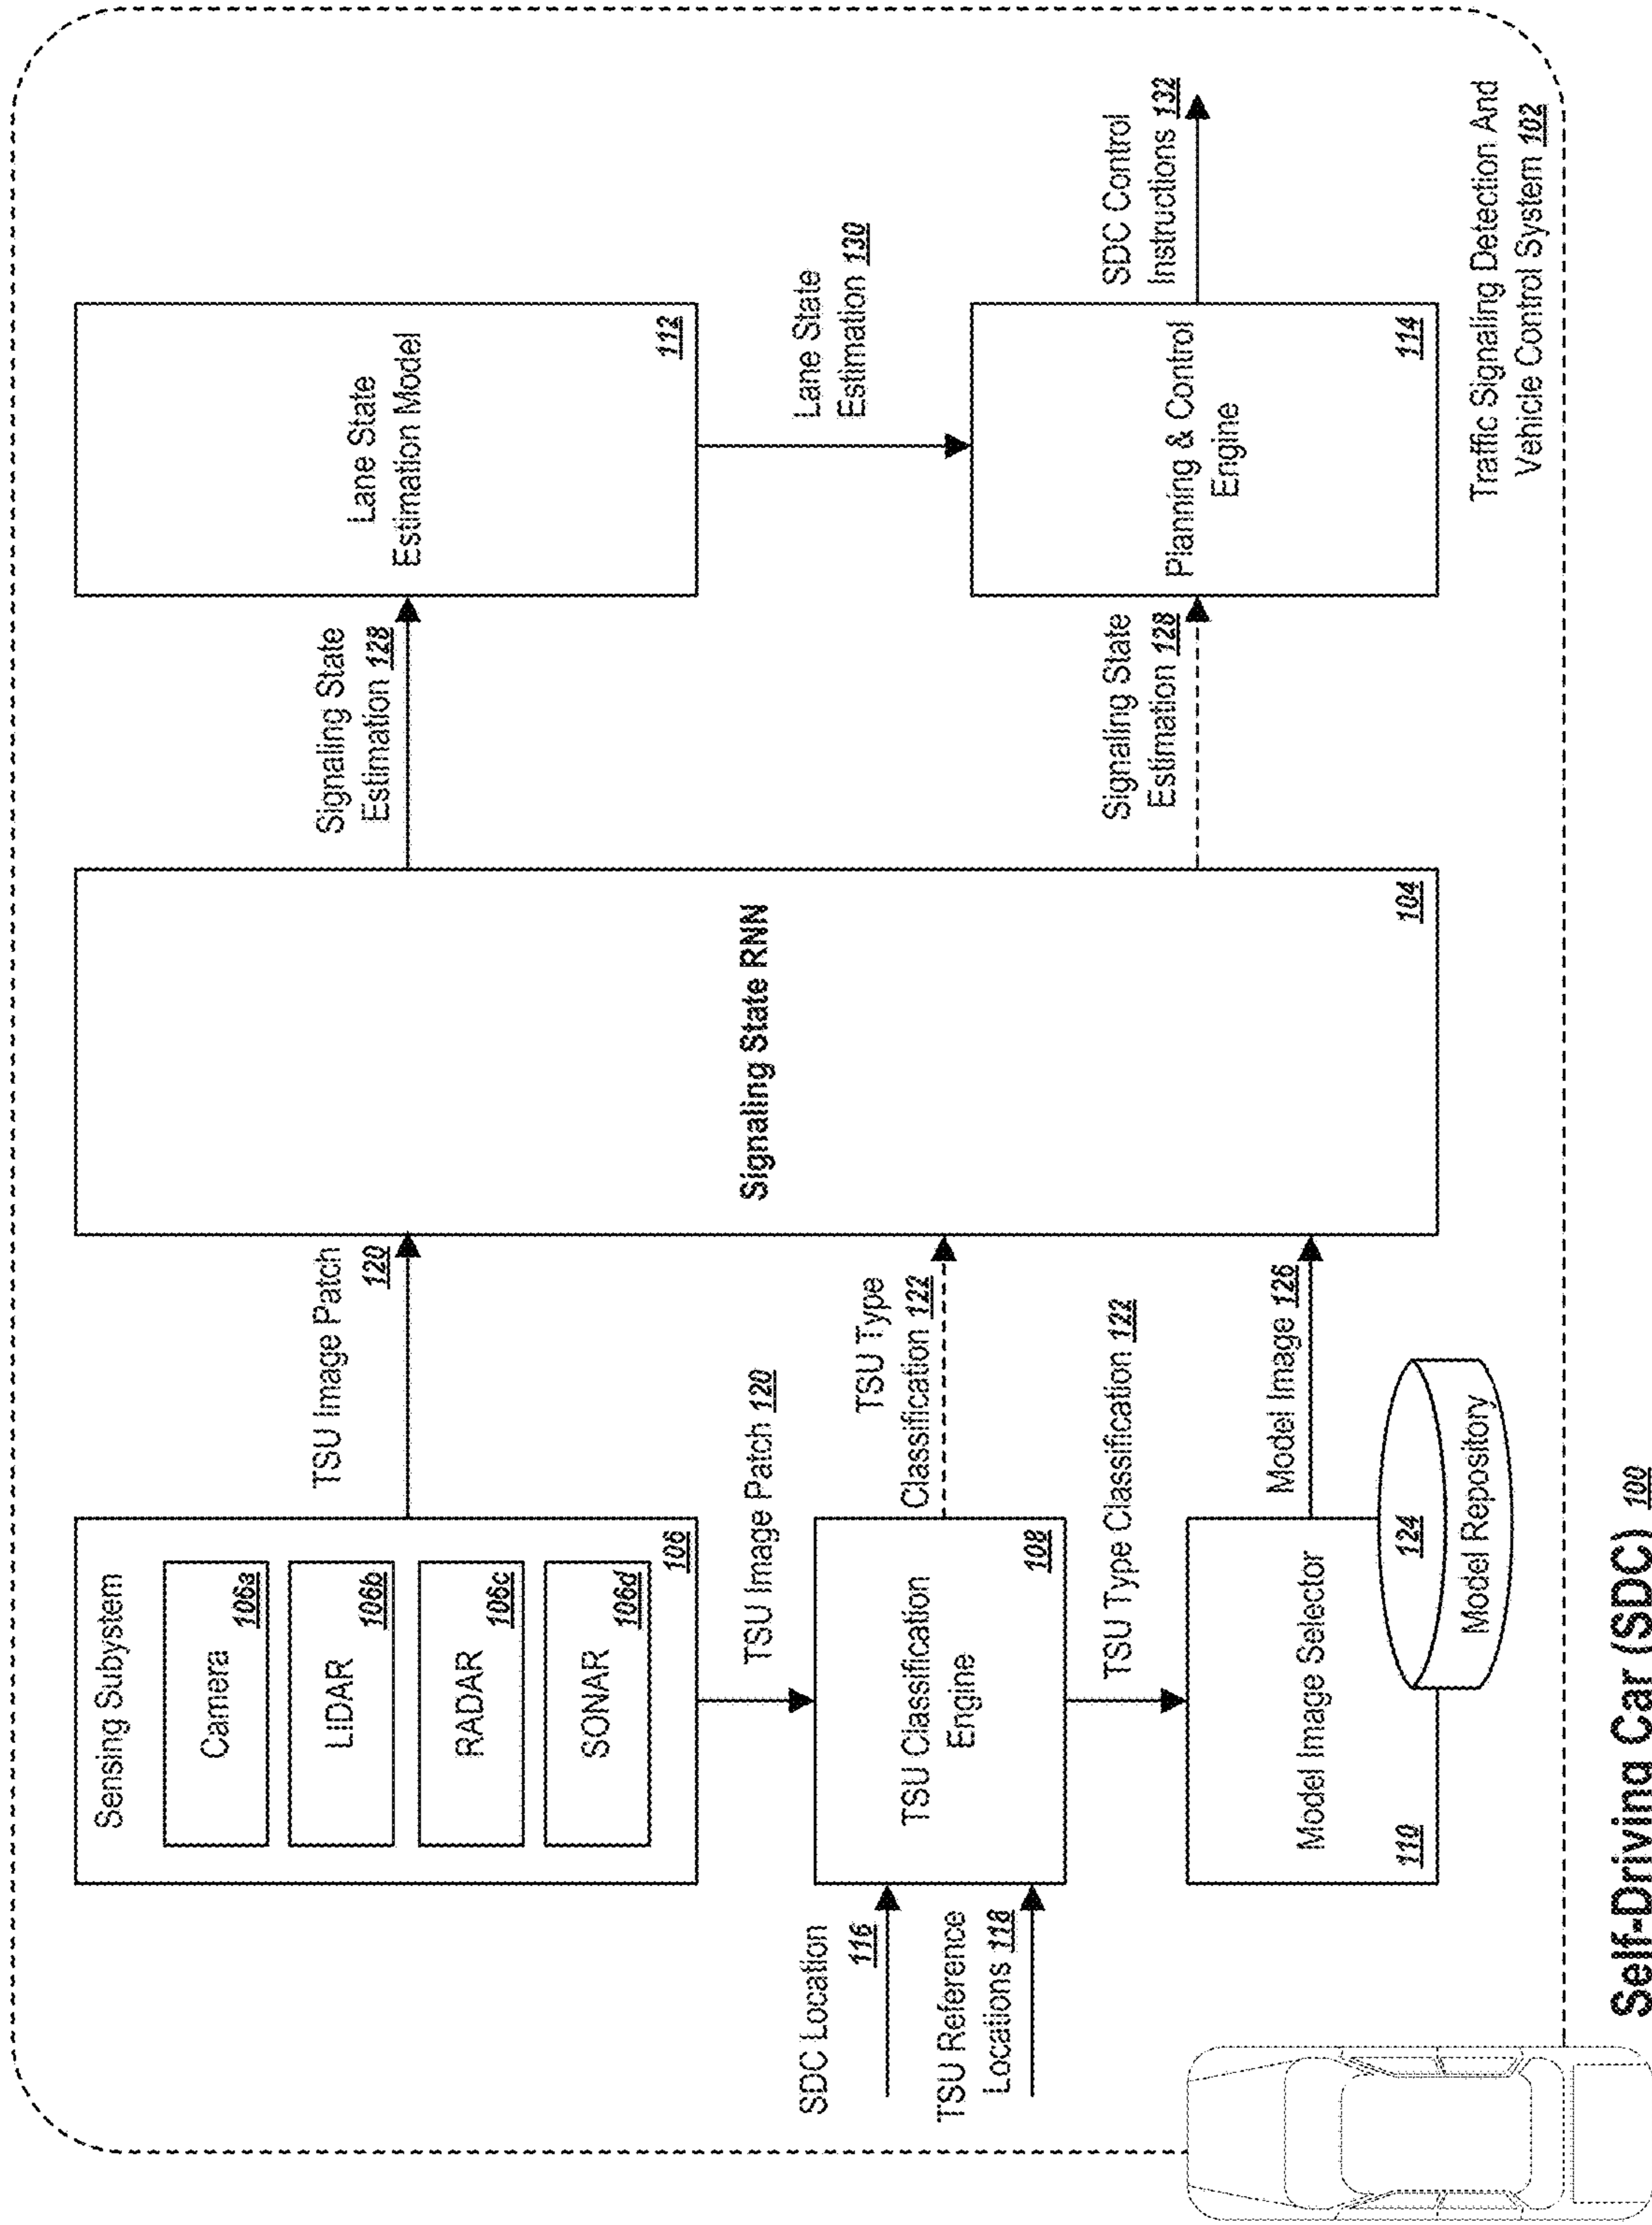 Sensing Subystem
Camera
106a
LIDAR
106b
RADAR
106c
SONAR
106d
106
TSU Image Patch
120
TSU Image Patch 120
SDC Location
116
TSU Reference
Locations 118
TSU Classification
Engine
108
TSU Type
Classification 122
TSU Type Classification 122
Model Image Selector
110
124
Model Repository
Model Image 126
Signaling State RNN
104
Signaling State
Estimation 128
Signaling State
Estimation 128
Lane State
Estimation Model
112
Lane State
Estimation 130
Planning & Control
Engine
114
SDC Control
Instructions 132
Traffic Signaling Detection And
Vehicle Control System 102
Self-Driving Car (SDC) 100